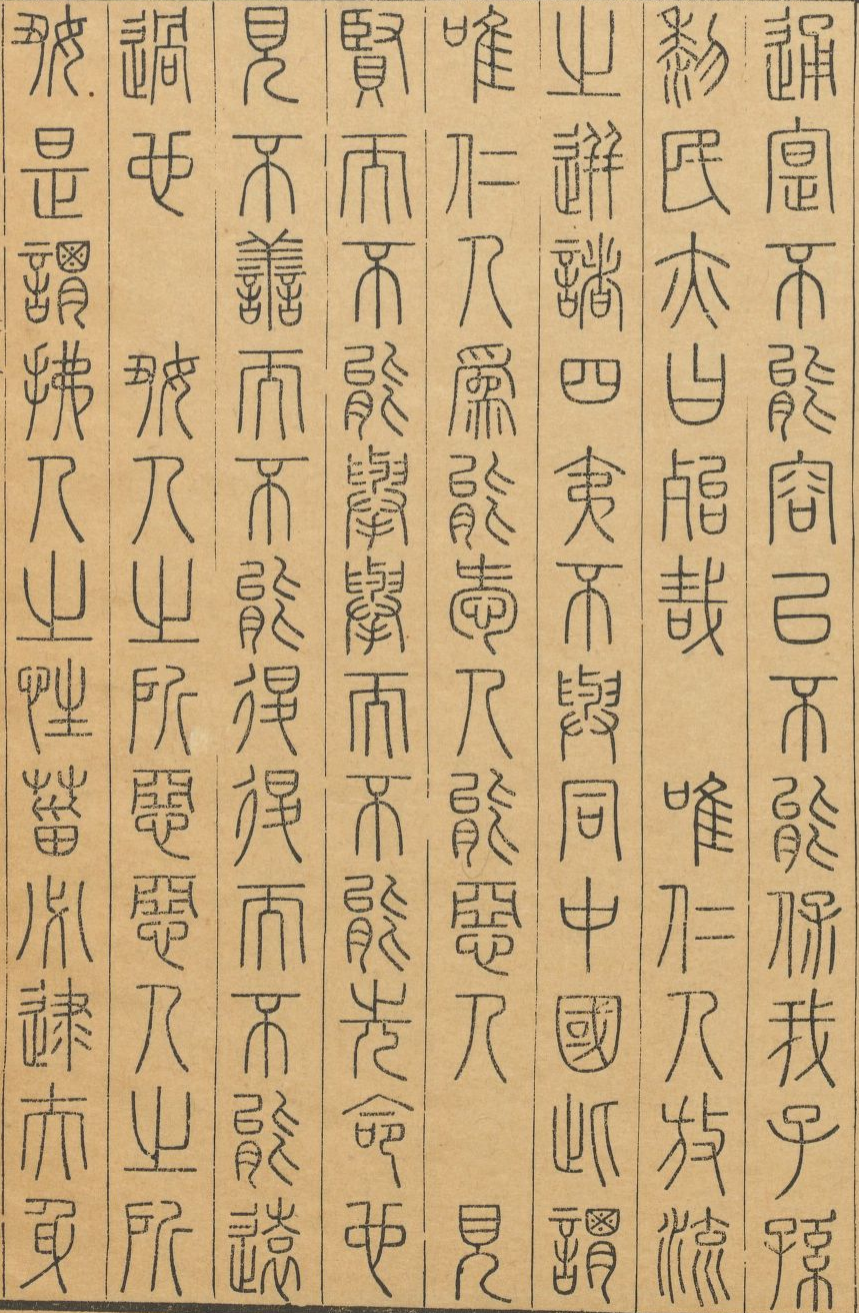 通寔不能容以不能保我子孫
黎民亦曰殆哉　唯仁人放流
之迸諸四夷不與同中國此謂
唯仁人爲能愛人能惡人　見
賢而不能舉舉而不能先命也
見不善而不能退退而不能遠
過也　好人之所惡惡人之所
好是謂拂人之性菑必逮夫身